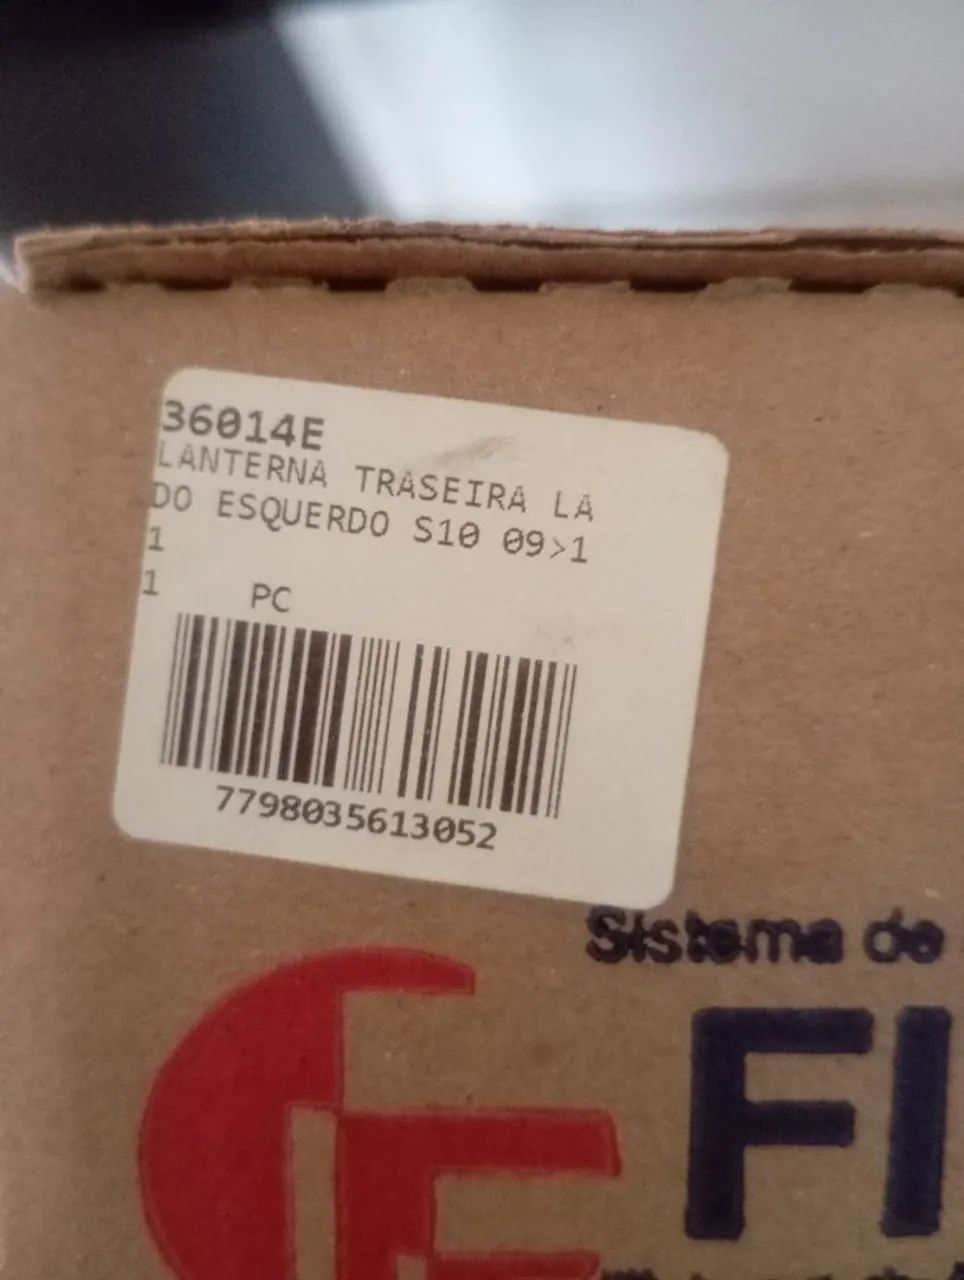 36014E
LANTERNA TRASEIRA LA
DO ESQUERDO S10 09>1
1
1 PC
7798035613052
Sistema de
FI